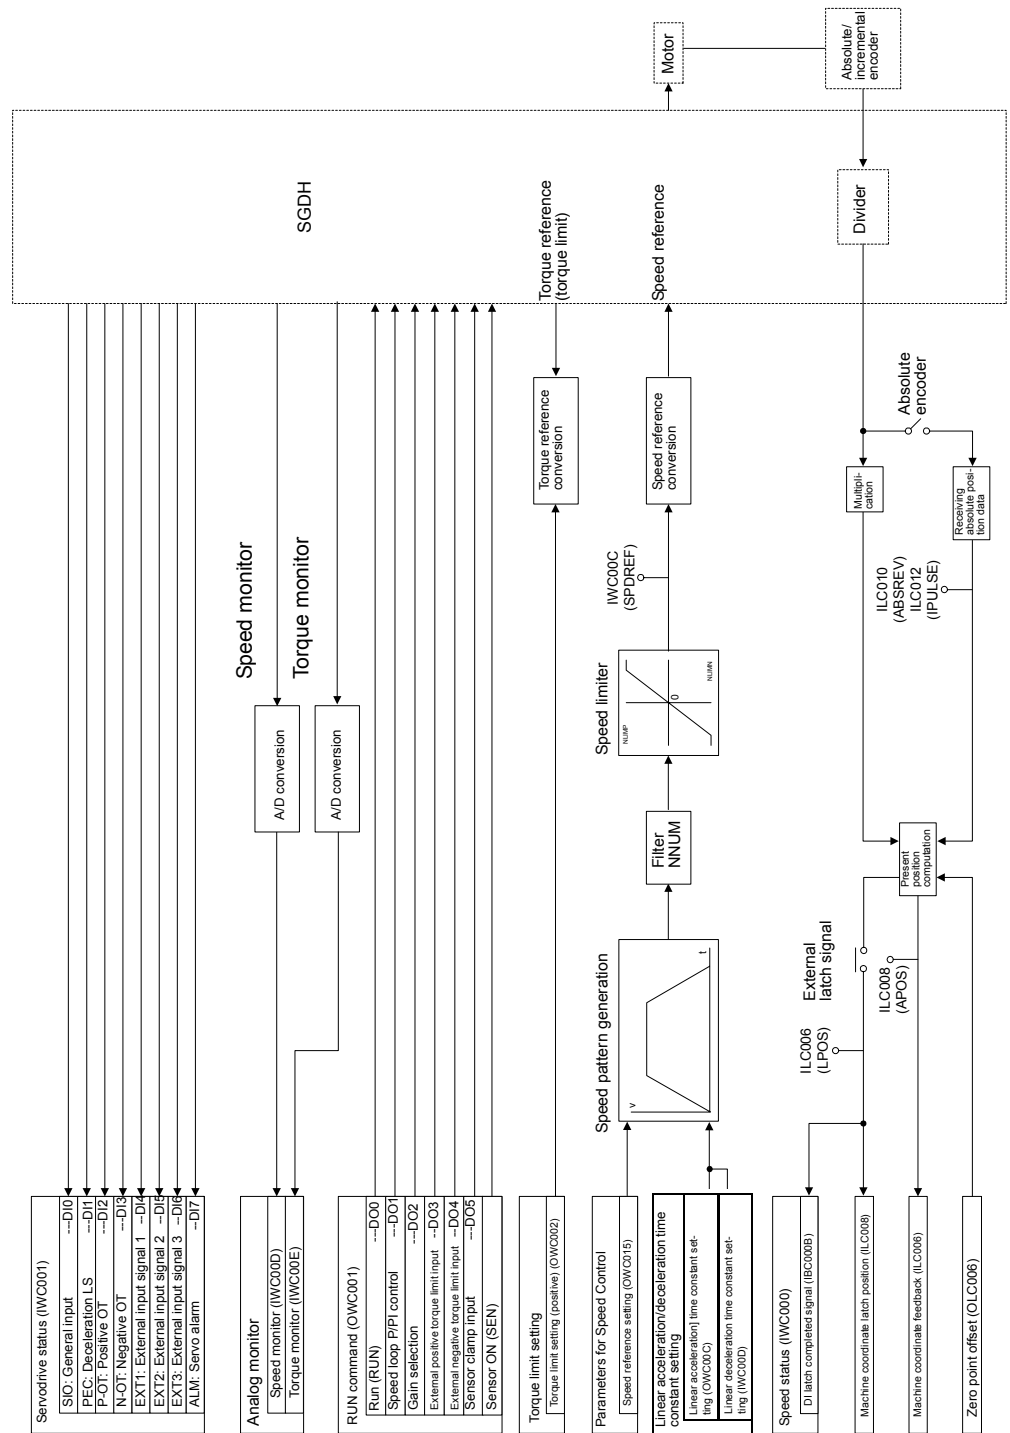 Servodrive status (IWC001)
SIO: General input ---DI0
PEC: Deceleration LS ---DI1
P-OT: Positive OT ---DI2
N-OT: Negative OT ---DI3
EXT1: External input signal 1 --DI4
EXT2: External input signal 2 --DI5
EXT3: External input signal 3 --DI6
ALM: Servo alarm --DI7
Analog monitor
Speed monitor (IWC00D)
Torque monitor (IWC00E)
A/D conversion
A/D conversion
Speed monitor
Torque monitor
SGDH
RUN command (OWC001)
Run (RUN) ---DO0
Speed loop P/PI control ---DO1
Gain selection ---DO2
External positive torque limit input --DO3
External negative torque limit input --DO4
Sensor clamp input ---DO5
Sensor ON (SEN)
Torque limit setting
Torque limit setting (positive) (OWC002)
Torque reference
conversion
Torque reference
(torque limit)
Parameters for Speed Control
Speed reference setting (OWC015)
Linear acceleration/deceleration time
constant setting
Linear acceleration] time constant set-
ting (OWC00C)
Linear deceleration time constant set-
ting (IWC00D)
Speed pattern generation
v
t
Filter
NNUM
Speed limiter
NUMP
0
NUMN
IWC00C
(SPDREF)
Speed reference
conversion
Speed reference
Motor
Absolute/
incremental
encoder
Divider
Absolute
encoder
Multipli-
cation
Receiving
absolute posi-
tion data
ILC010
(ABSREV)
ILC012
(IPULSE)
Present
position
computation
External
latch signal
ILC006
(LPOS)
ILC008
(APOS)
Speed status (IWC000)
DI latch completed signal (IBC000B)
Machine coordinate latch position (ILC008)
Machine coordinate feedback (ILC006)
Zero point offset (OLC006)